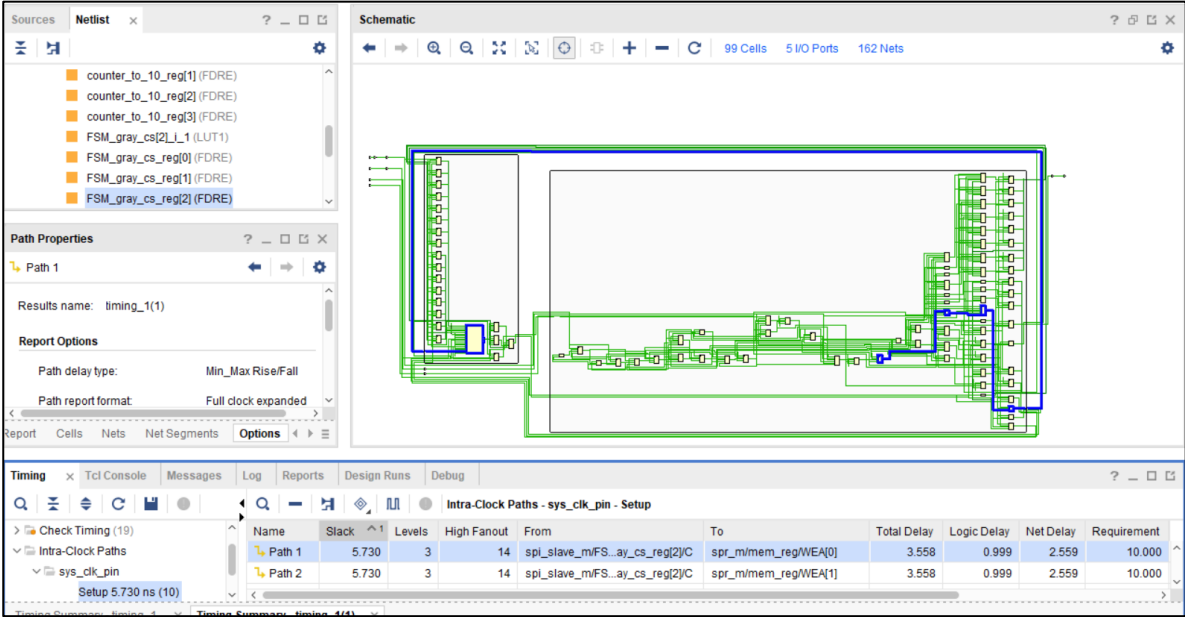 Sources Netlist
counter_to_10_reg[1] (FDRE)
counter_to_10_reg[2] (FDRE)
counter_to_10_reg[3] (FDRE)
FSM_gray_cs[2]_i_1 (LUT1)
FSM_gray_cs_reg[0] (FDRE)
FSM_gray_cs_reg[1] (FDRE)
FSM_gray_cs_reg[2] (FDRE)
Path Properties
Path 1
Results name: timing_1(1)
Report Options
Path delay type: Min_Max Rise/Fall
Path report format: Full clock expanded
Report Cells Nets Net Segments Options
Schematic
99 Cells 5 I/O Ports 162 Nets
Timing Tcl Console Messages Log Reports Design Runs Debug
Intra-Clock Paths - sys_clk_pin - Setup
Check Timing (19)
Intra-Clock Paths
sys_clk_pin
Setup 5.730 ns (10)
Name Slack ^1 Levels High Fanout From To Total Delay Logic Delay Net Delay Requirement
Path 1 5.730 3 14 spi_slave_m/FS...ay_cs_reg[2]/C spr_m/mem_reg/WEA[0] 3.558 0.999 2.559 10.000
Path 2 5.730 3 14 spi_slave_m/FS...ay_cs_reg[2]/C spr_m/mem_reg/WEA[1] 3.558 0.999 2.559 10.000
Timing Summary - timing_1 Timing Summary - timing_1(1)